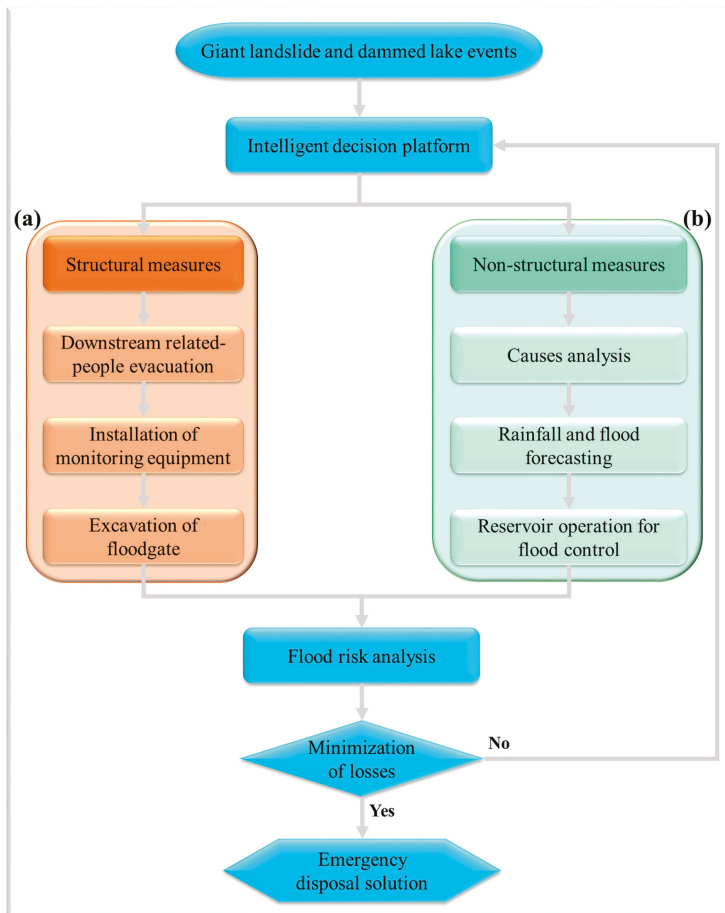 Giant landslide and dammed lake events
Intelligent decision platform
(a)
Structural measures
Downstream related-
people evacuation
Installation of
monitoring equipment
Excavation of
floodgate
(b)
Non-structural measures
Causes analysis
Rainfall and flood
forecasting
Reservoir operation for
flood control
Flood risk analysis
Minimization
of losses
No
Yes
Emergency
disposal solution